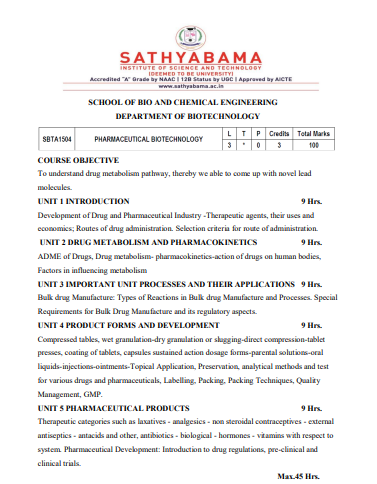 SATHYABAMA
INSTITUTE OF SCIENCE AND TECHNOLOGY
(DEEMED TO BE UNIVERSITY)
Accredited "A" Grade by NAAC | 12B Status by UGC | Approved by AICTE
www.sathyabama.ac.in
SCHOOL OF BIO AND CHEMICAL ENGINEERING
DEPARTMENT OF BIOTECHNOLOGY
SBTA1504 PHARMACEUTICAL BIOTECHNOLOGY L T P Credits Total Marks
3 * 0 3 100
COURSE OBJECTIVE
To understand drug metabolism pathway, thereby we able to come up with novel lead
molecules.
UNIT 1 INTRODUCTION 9 Hrs.
Development of Drug and Pharmaceutical Industry -Therapeutic agents, their uses and
economics; Routes of drug administration. Selection criteria for route of administration.
UNIT 2 DRUG METABOLISM AND PHARMACOKINETICS 9 Hrs.
ADME of Drugs, Drug metabolism- pharmacokinetics-action of drugs on human bodies,
Factors in influencing metabolism
UNIT 3 IMPORTANT UNIT PROCESSES AND THEIR APPLICATIONS 9 Hrs.
Bulk drug Manufacture: Types of Reactions in Bulk drug Manufacture and Processes. Special
Requirements for Bulk Drug Manufacture and its regulatory aspects.
UNIT 4 PRODUCT FORMS AND DEVELOPMENT 9 Hrs.
Compressed tables, wet granulation-dry granulation or slugging-direct compression-tablet
presses, coating of tablets, capsules sustained action dosage forms-parental solutions-oral
liquids-injections-ointments-Topical Application, Preservation, analytical methods and test
for various drugs and pharmaceuticals, Labelling, Packing, Packing Techniques, Quality
Management, GMP.
UNIT 5 PHARMACEUTICAL PRODUCTS 9 Hrs.
Therapeutic categories such as laxatives - analgesics - non steroidal contraceptives - external
antiseptics - antacids and other, antibiotics - biological - hormones - vitamins with respect to
system. Pharmaceutical Development: Introduction to drug regulations, pre-clinical and
clinical trials.
Max.45 Hrs.